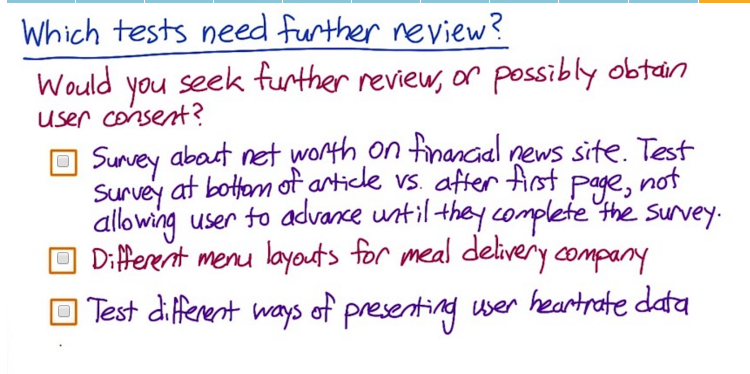 Which tests need further review?
Would you seek further review, or possibly obtain
user consent?
Survey about net worth on financial news site. Test
survey at bottom of article vs. after first page, not
allowing user to advance until they complete the survey.
Different menu layouts for meal delivery company
Test different ways of presenting user heartrate data